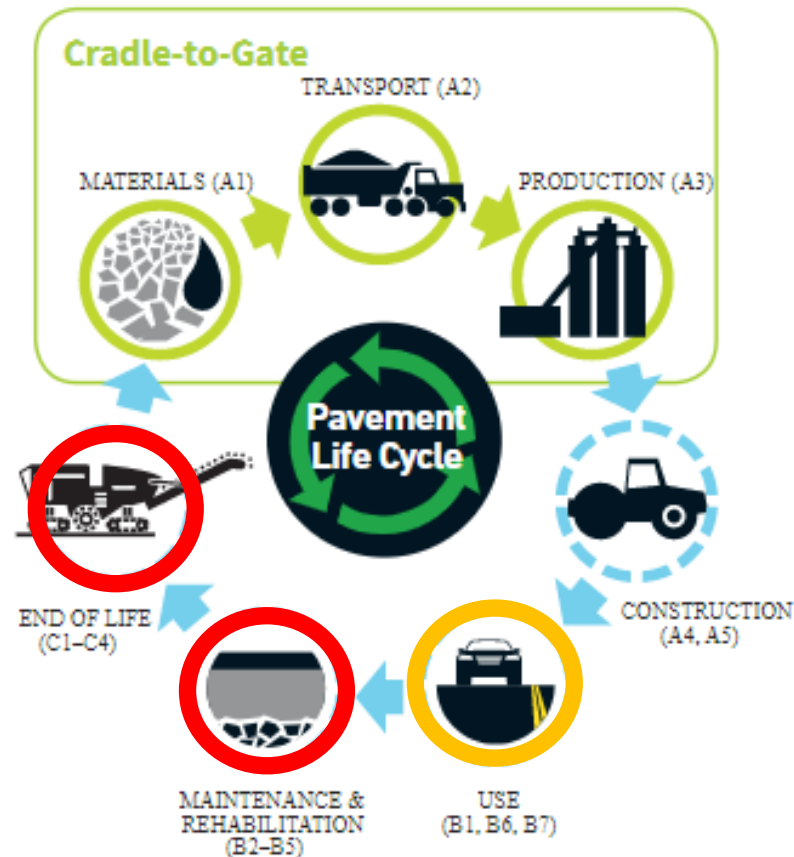 Cradle-to-Gate
TRANSPORT (A2)
MATERIALS (A1)
PRODUCTION (A3)
Pavement
Life Cycle
CONSTRUCTION
(A4, A5)
END OF LIFE
(C1–C4)
MAINTENANCE &
REHABILITATION
(B2–B5)
USE
(B1, B6, B7)